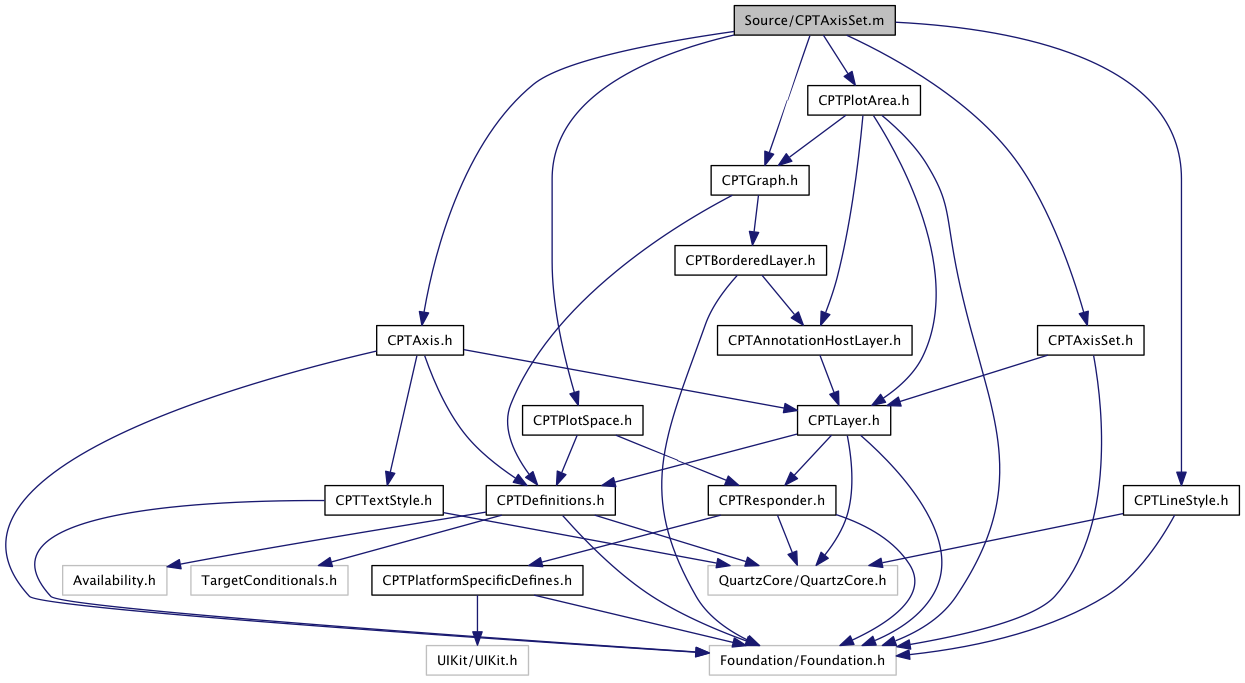 Source/CPTAxisSet.m
CPTPlotArea.h
CPTGraph.h
CPTBorderedLayer.h
CPTAxis.h
CPTAnnotationHostLayer.h
CPTAxisSet.h
CPTPlotSpace.h
CPTLayer.h
CPTTextStyle.h
CPTDefinitions.h
CPTResponder.h
CPTLineStyle.h
Availability.h
TargetConditionals.h
CPTPlatformSpecificDefines.h
QuartzCore/QuartzCore.h
UIKit/UIKit.h
Foundation/Foundation.h